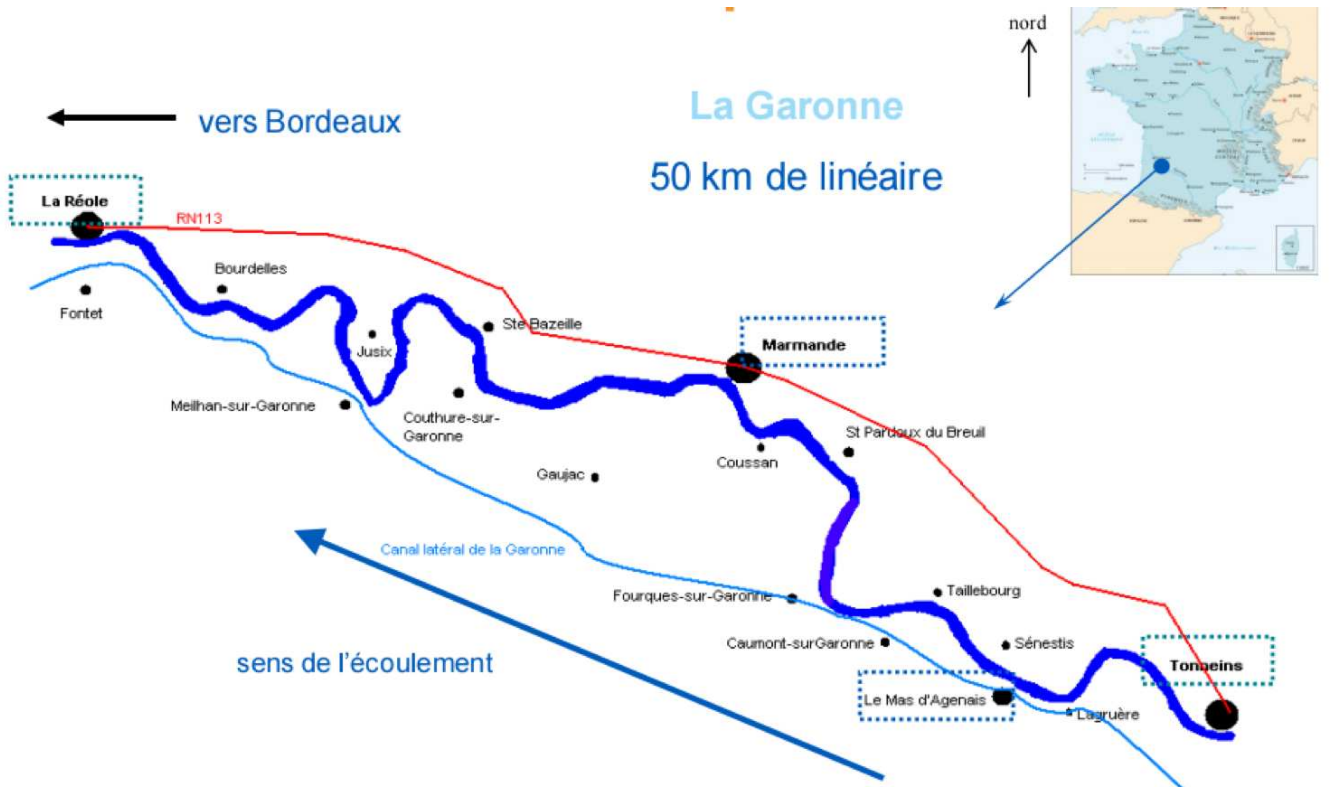 nord
La Garonne
vers Bordeaux
50 km de linéaire
La Réole
RN113
Bourdelles
Fontet
Ste Bazeille
Jusix
Marmande
Meilhan-sur-Garonne
Couthure-sur-
Garonne
St Pardoux du Breuil
Coussan
Gaujac
Canal latéral de la Garonne
Fourques-sur-Garonne
Taillebourg
Caumont-surGaronne
Sénestis
sens de l'écoulement
Tonneins
Le Mas d'Agenais
Lagruère